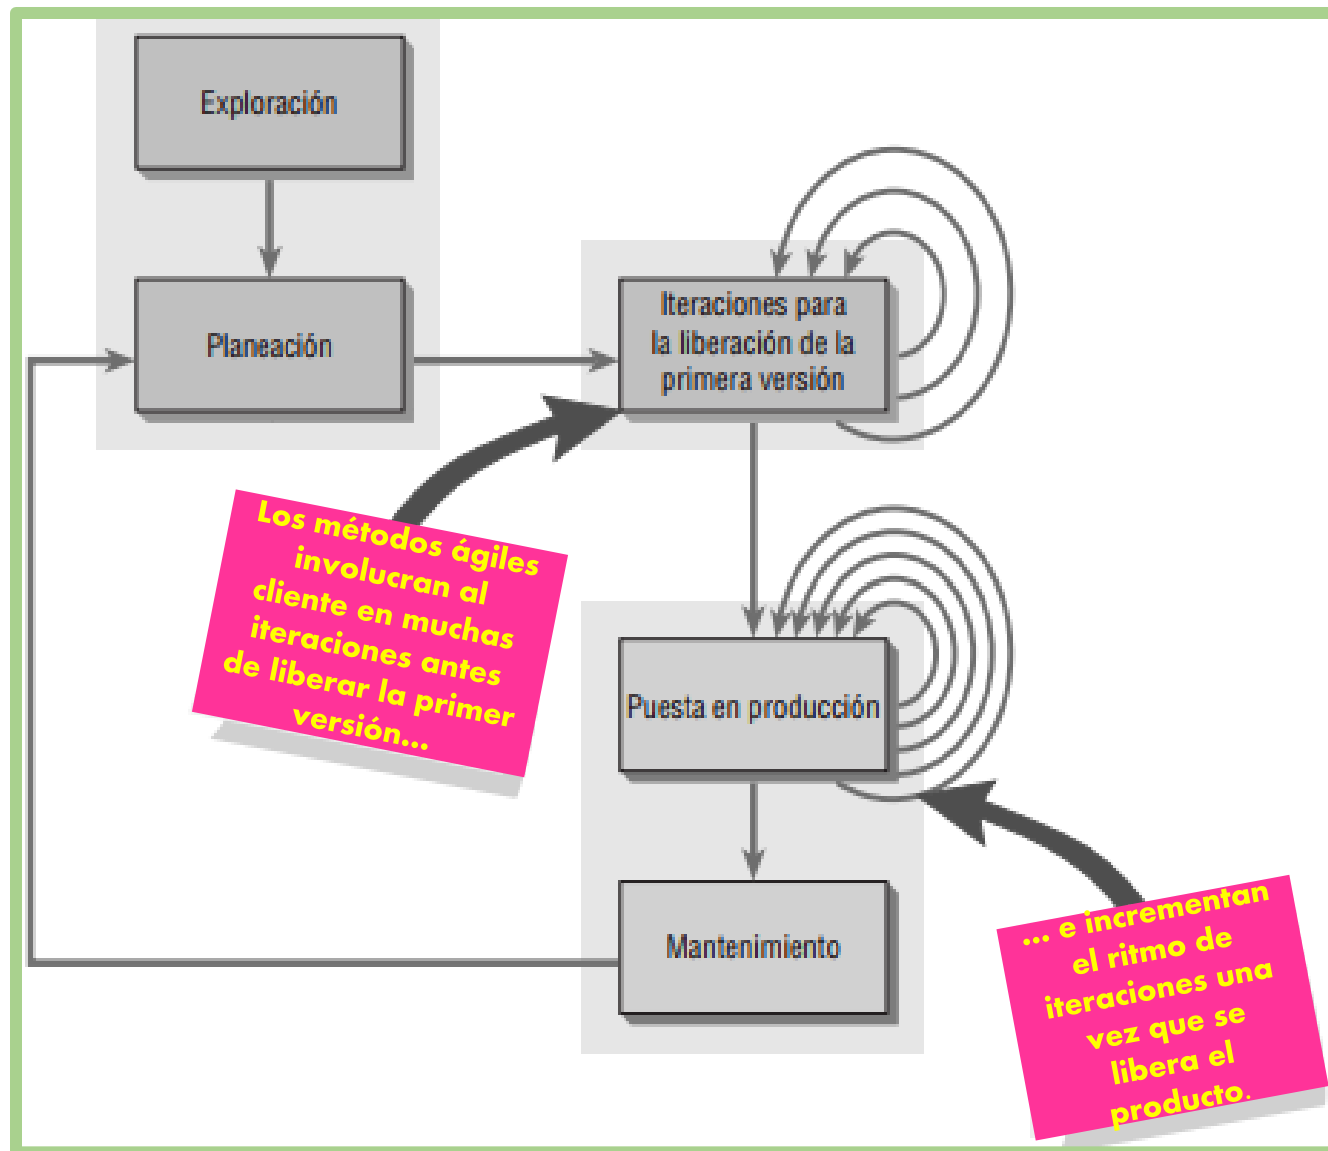 Exploración
Planeación
Iteraciones para
la liberación de la
primera versión
Los métodos ágiles
involucran al
cliente en muchas
iteraciones antes
de liberar la primer
versión...
Puesta en producción
Mantenimiento
... e incrementan
el ritmo de
iteraciones una
vez que se
libera el
producto.